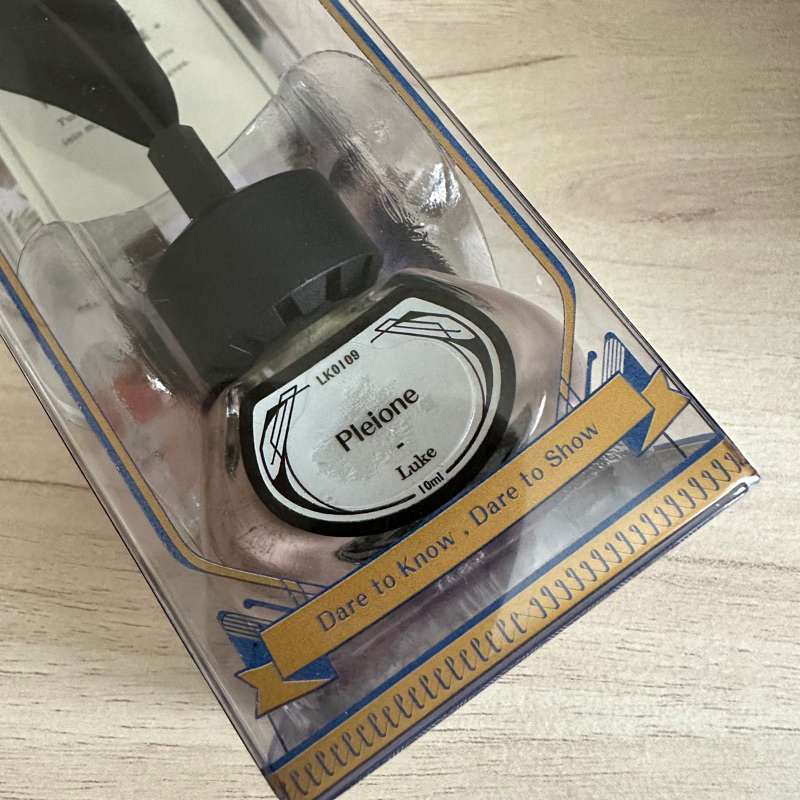 LK0109
Pleione
-
Luke
10ml
Dare to Know , Dare to Show